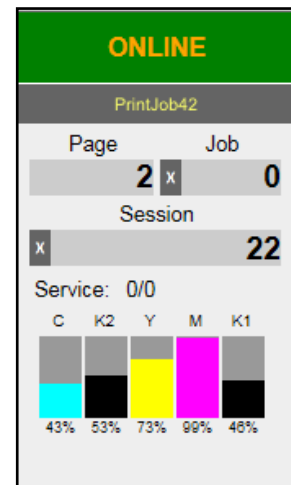 ONLINE
PrintJob42
Page Job
2 x 0
Session
x 22
Service: 0/0
C K2 Y M K1
43% 53% 73% 99% 46%